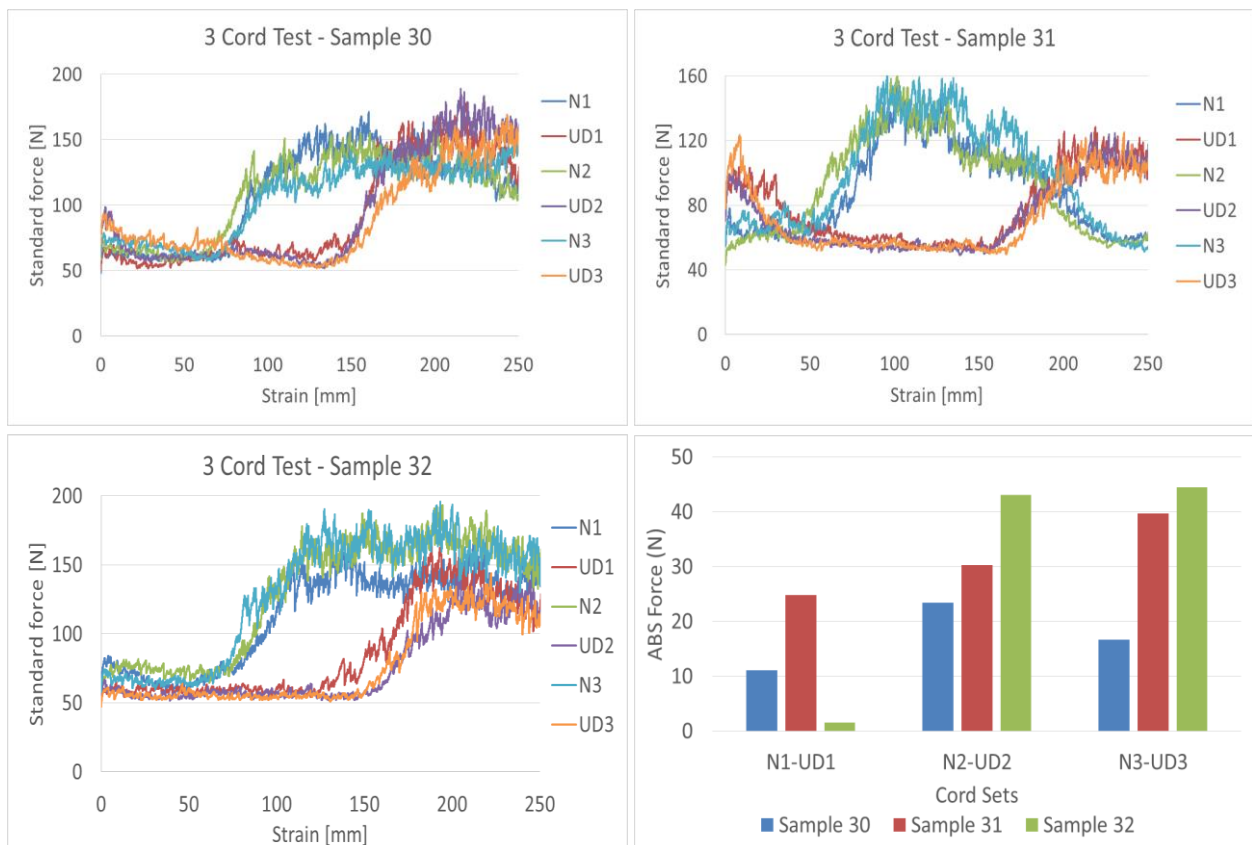 3 Cord Test - Sample 30
200
150
100
50
0
Standard force [N]
0 50 100 150 200 250
Strain [mm]
N1
UD1
N2
UD2
N3
UD3
3 Cord Test - Sample 31
160
120
80
40
0
Standard force [N]
0 50 100 150 200 250
Strain [mm]
N1
UD1
N2
UD2
N3
UD3
3 Cord Test - Sample 32
200
150
100
50
0
Standard force [N]
0 50 100 150 200 250
Strain [mm]
N1
UD1
N2
UD2
N3
UD3
50
40
30
20
10
0
ABS Force (N)
N1-UD1 N2-UD2 N3-UD3
Cord Sets
Sample 30 Sample 31 Sample 32